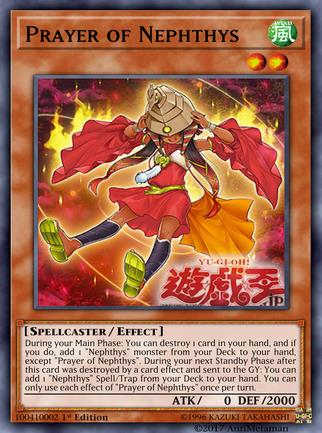 PRAYER OF NEPHTHYS
WIND
風
YU-GI-OH!
遊戯王
JP
[SPELLCASTER / EFFECT]
During your Main Phase: You can destroy 1 card in your hand, and if
you do, add 1 "Nephthys" monster from your Deck to your hand,
except "Prayer of Nephthys". During your next Standby Phase after
this card was destroyed by a card effect and sent to the GY: You can
add 1 "Nephthys" Spell/Trap from your Deck to your hand. You can
only use each effect of "Prayer of Nephthys" once per turn.
ATK/ 0 DEF/2000
100410002 1st Edition
©1996 KAZUKI TAKAHASHI
©2017 AntiMetaman